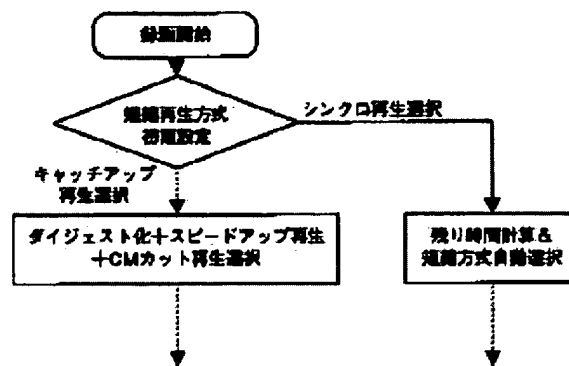 録画開始
短縮再生方式
初期設定
シンクロ再生選択
キャッチアップ
再生選択
ダイジェスト化＋スピードアップ再生
＋CMカット再生選択
残り時間計算＆
短縮方式自動選択